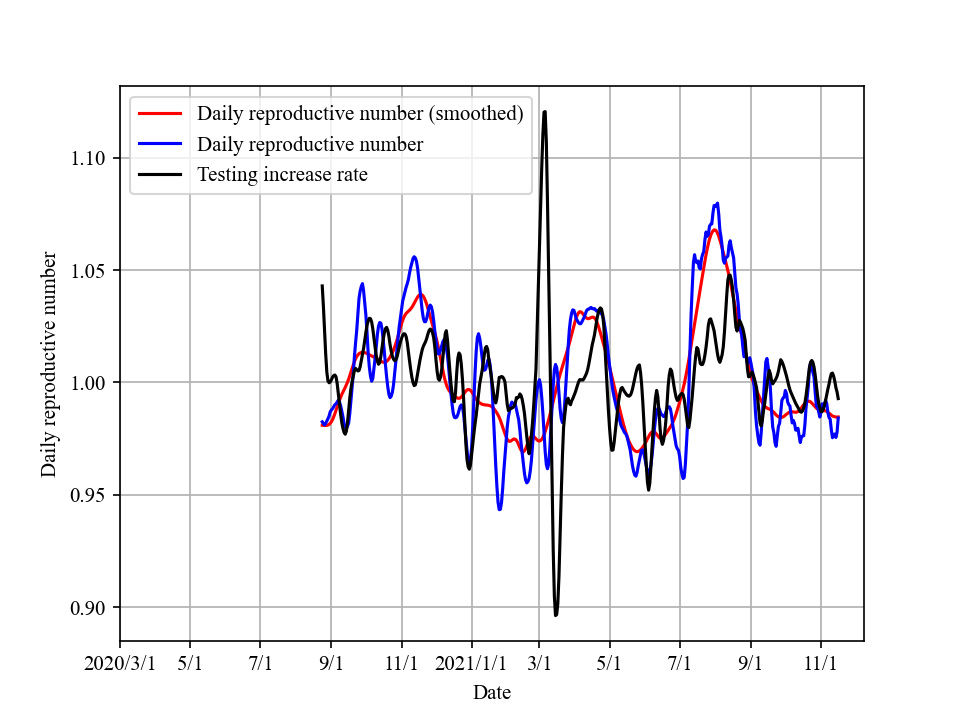 Daily reproductive number (smoothed)
Daily reproductive number
Testing increase rate
Daily reproductive number
1.10
1.05
1.00
0.95
0.90
2020/3/1 5/1 7/1 9/1 11/1 2021/1/1 3/1 5/1 7/1 9/1 11/1
Date